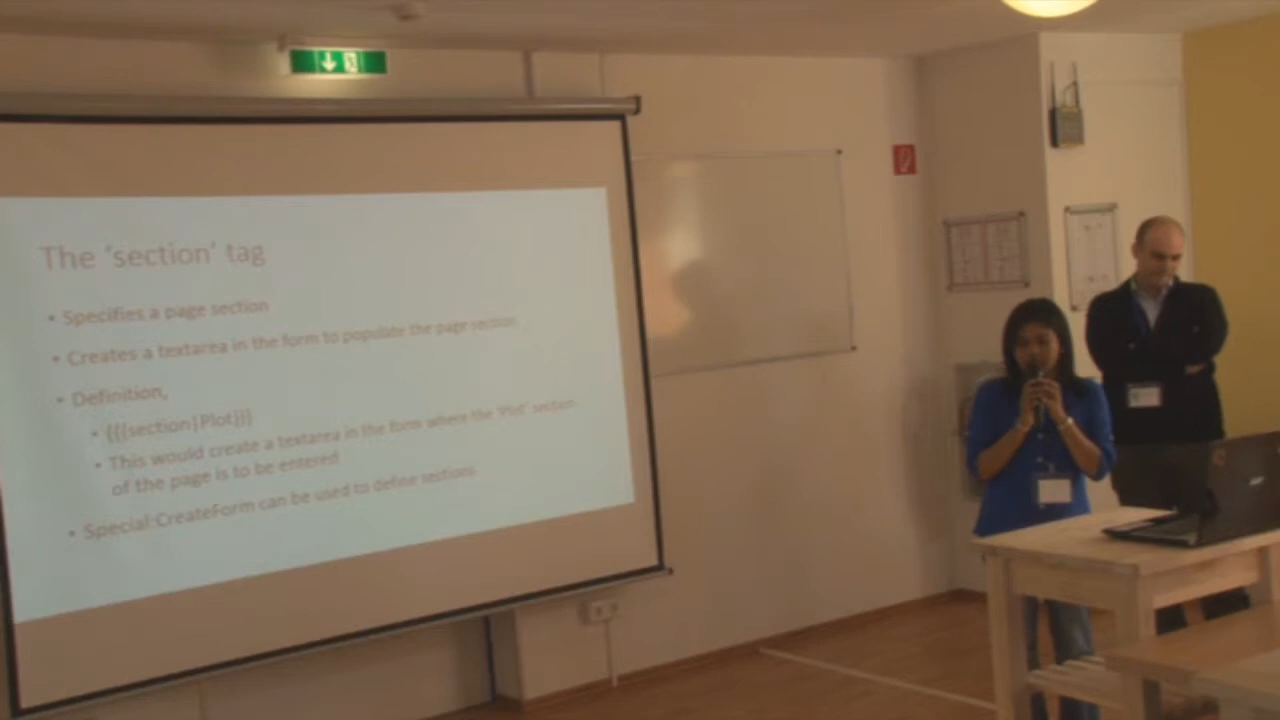 The 'section' tag
• Specifies a page section
• Creates a textarea in the form to populate the page section
• Definition,
• {{{section|Plot}}}
• This would create a textarea in the form where the 'Plot' section
of the page is to be entered
• Special:CreateForm can be used to define sections